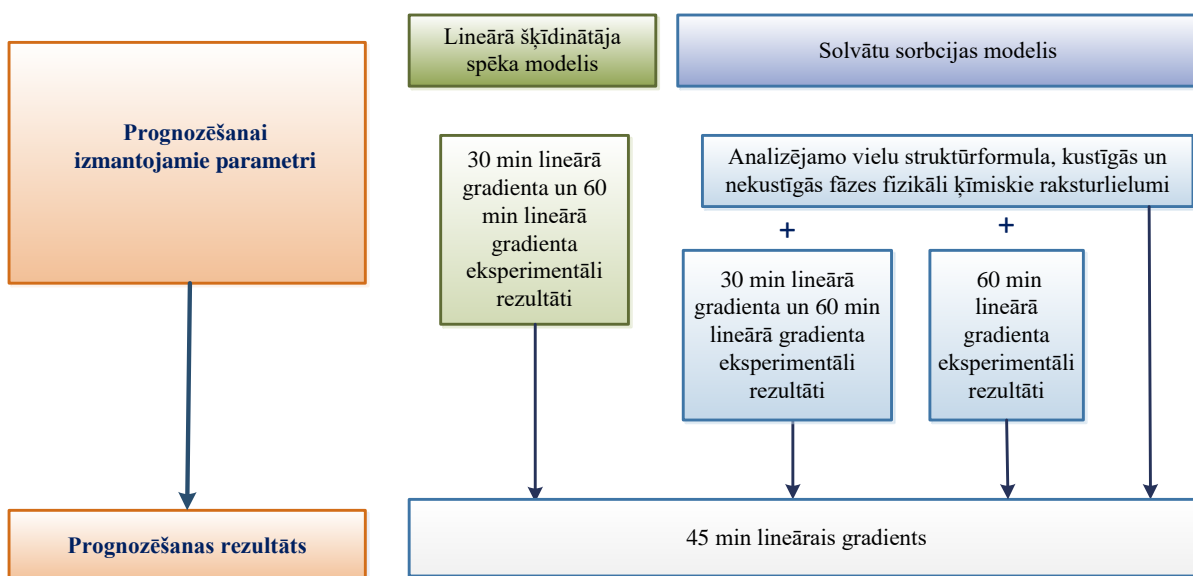 Lineārā šķīdinātāja
spēka modelis
Solvātu sorbcijas modelis
Prognozēšanai
izmantojamie parametri
30 min lineārā
gradienta un 60
min lineārā
gradienta
eksperimentāli
rezultāti
Analizējamo vielu struktūrformula, kustīgās un
nekustīgās fāzes fizikāli ķīmiskie raksturlielumi
+
+
30 min lineārā
gradienta un 60 min
lineārā gradienta
eksperimentāli
rezultāti
60 min
lineārā
gradienta
eksperimentāli
rezultāti
Prognozēšanas rezultāts
45 min lineārais gradients